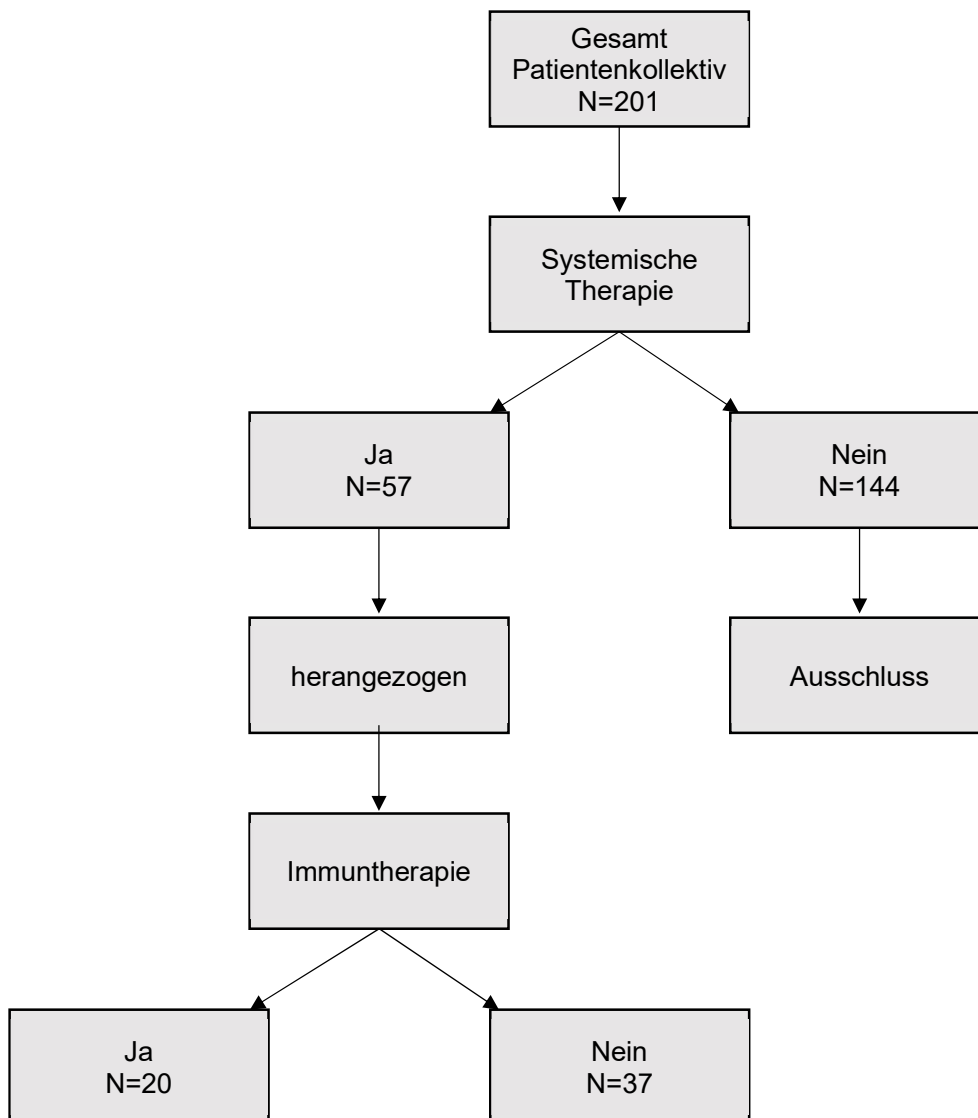 Gesamt
Patientenkollektiv
N=201
Systemische
Therapie
Ja
N=57
Nein
N=144
herangezogen
Ausschluss
Immuntherapie
Ja
N=20
Nein
N=37